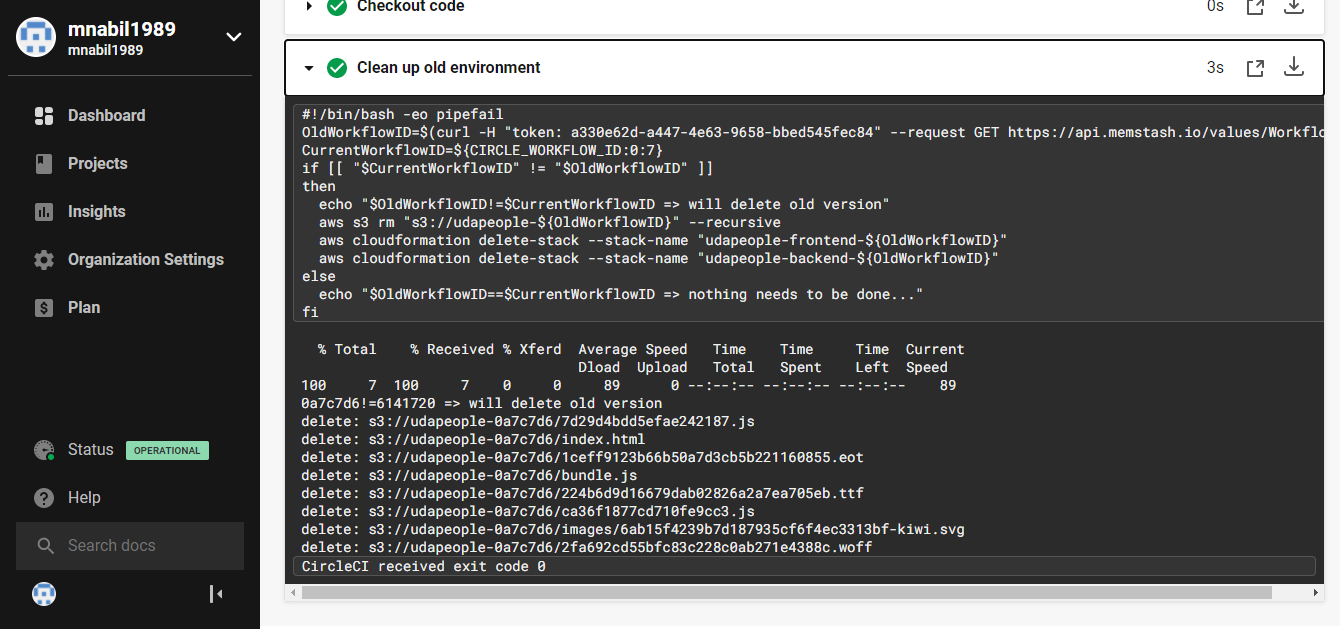 mnabil1989
mnabil1989
Dashboard
Projects
Insights
Organization Settings
Plan
Status OPERATIONAL
Help
Search docs
Checkout code 0s
Clean up old environment 3s
#!/bin/bash -eo pipefail
OldWorkflowID=$(curl -H "token: a330e62d-a447-4e63-9658-bbed545fec84" --request GET https://api.memstash.io/values/Workflo
CurrentWorkflowID=${CIRCLE_WORKFLOW_ID:0:7}
if [[ "$CurrentWorkflowID" != "$OldWorkflowID" ]]
then
  echo "$OldWorkflowID!=$CurrentWorkflowID => will delete old version"
  aws s3 rm "s3://udapeople-${OldWorkflowID}" --recursive
  aws cloudformation delete-stack --stack-name "udapeople-frontend-${OldWorkflowID}"
  aws cloudformation delete-stack --stack-name "udapeople-backend-${OldWorkflowID}"
else
  echo "$OldWorkflowID==$CurrentWorkflowID => nothing needs to be done..."
fi
  % Total    % Received % Xferd  Average Speed   Time    Time     Time  Current
                                 Dload  Upload   Total   Spent    Left  Speed
100     7  100     7    0     0     89      0 --:--:-- --:--:-- --:--:--    89
0a7c7d6!=6141720 => will delete old version
delete: s3://udapeople-0a7c7d6/7d29d4bdd5efae242187.js
delete: s3://udapeople-0a7c7d6/index.html
delete: s3://udapeople-0a7c7d6/1ceff9123b66b50a7d3cb5b221160855.eot
delete: s3://udapeople-0a7c7d6/bundle.js
delete: s3://udapeople-0a7c7d6/224b6d9d16679dab02826a2a7ea705eb.ttf
delete: s3://udapeople-0a7c7d6/ca36f1877cd710fe9cc3.js
delete: s3://udapeople-0a7c7d6/images/6ab15f4239b7d187935cf6f4ec3313bf-kiwi.svg
delete: s3://udapeople-0a7c7d6/2fa692cd55bfc83c228c0ab271e4388c.woff
CircleCI received exit code 0